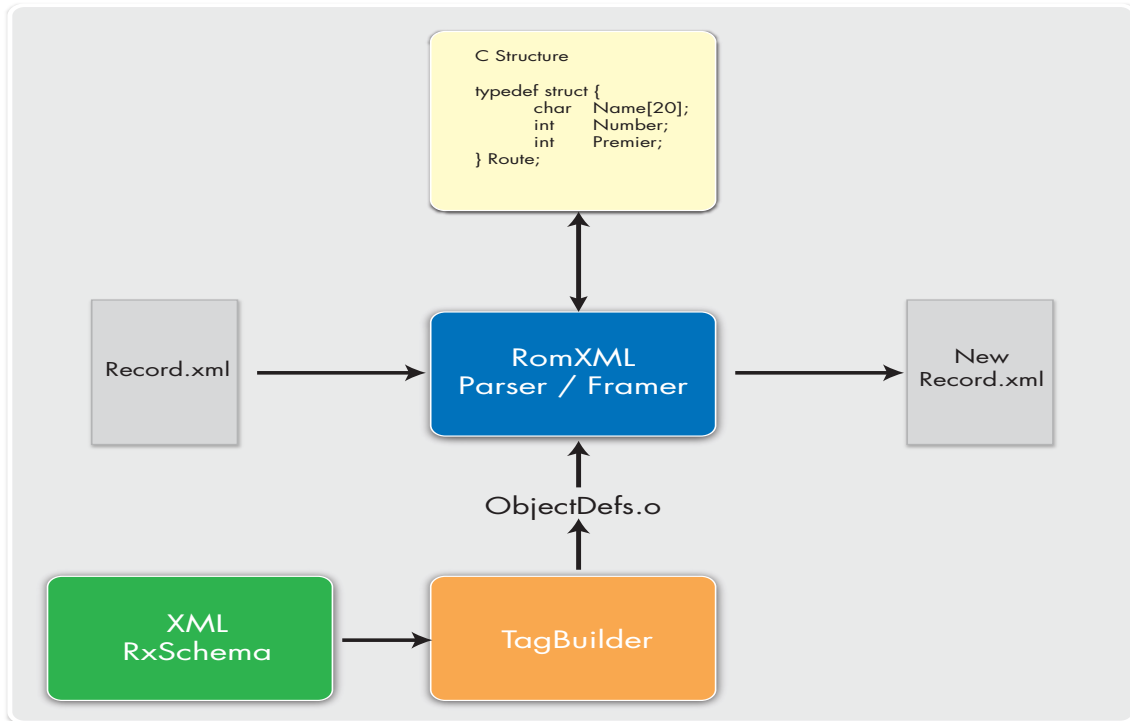 C Structure
typedef struct {
char Name[20];
int Number;
int Premier;
} Route;
Record.xml
RomXML
Parser / Framer
New
Record.xml
ObjectDefs.o
XML
RxSchema
TagBuilder